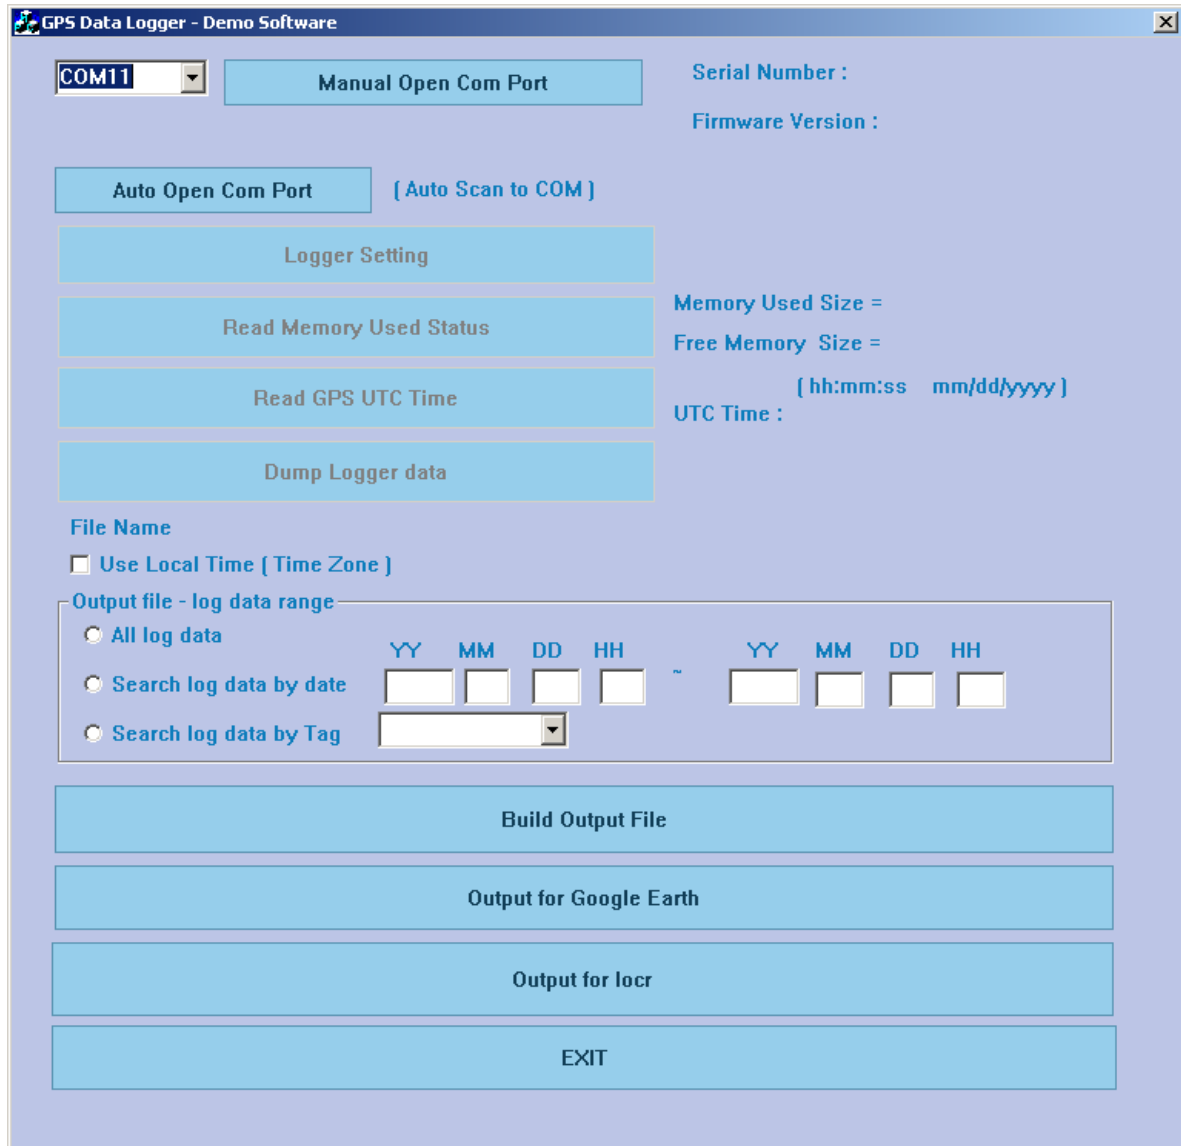 GPS Data Logger - Demo Software
COM11
Manual Open Com Port
Serial Number :
Firmware Version :
Auto Open Com Port
( Auto Scan to COM )
Logger Setting
Read Memory Used Status
Memory Used Size =
Free Memory Size =
Read GPS UTC Time
( hh:mm:ss mm/dd/yyyy )
UTC Time :
Dump Logger data
File Name
Use Local Time ( Time Zone )
Output file - log data range
All log data
YY MM DD HH YY MM DD HH
Search log data by date ~
Search log data by Tag
Build Output File
Output for Google Earth
Output for locr
EXIT